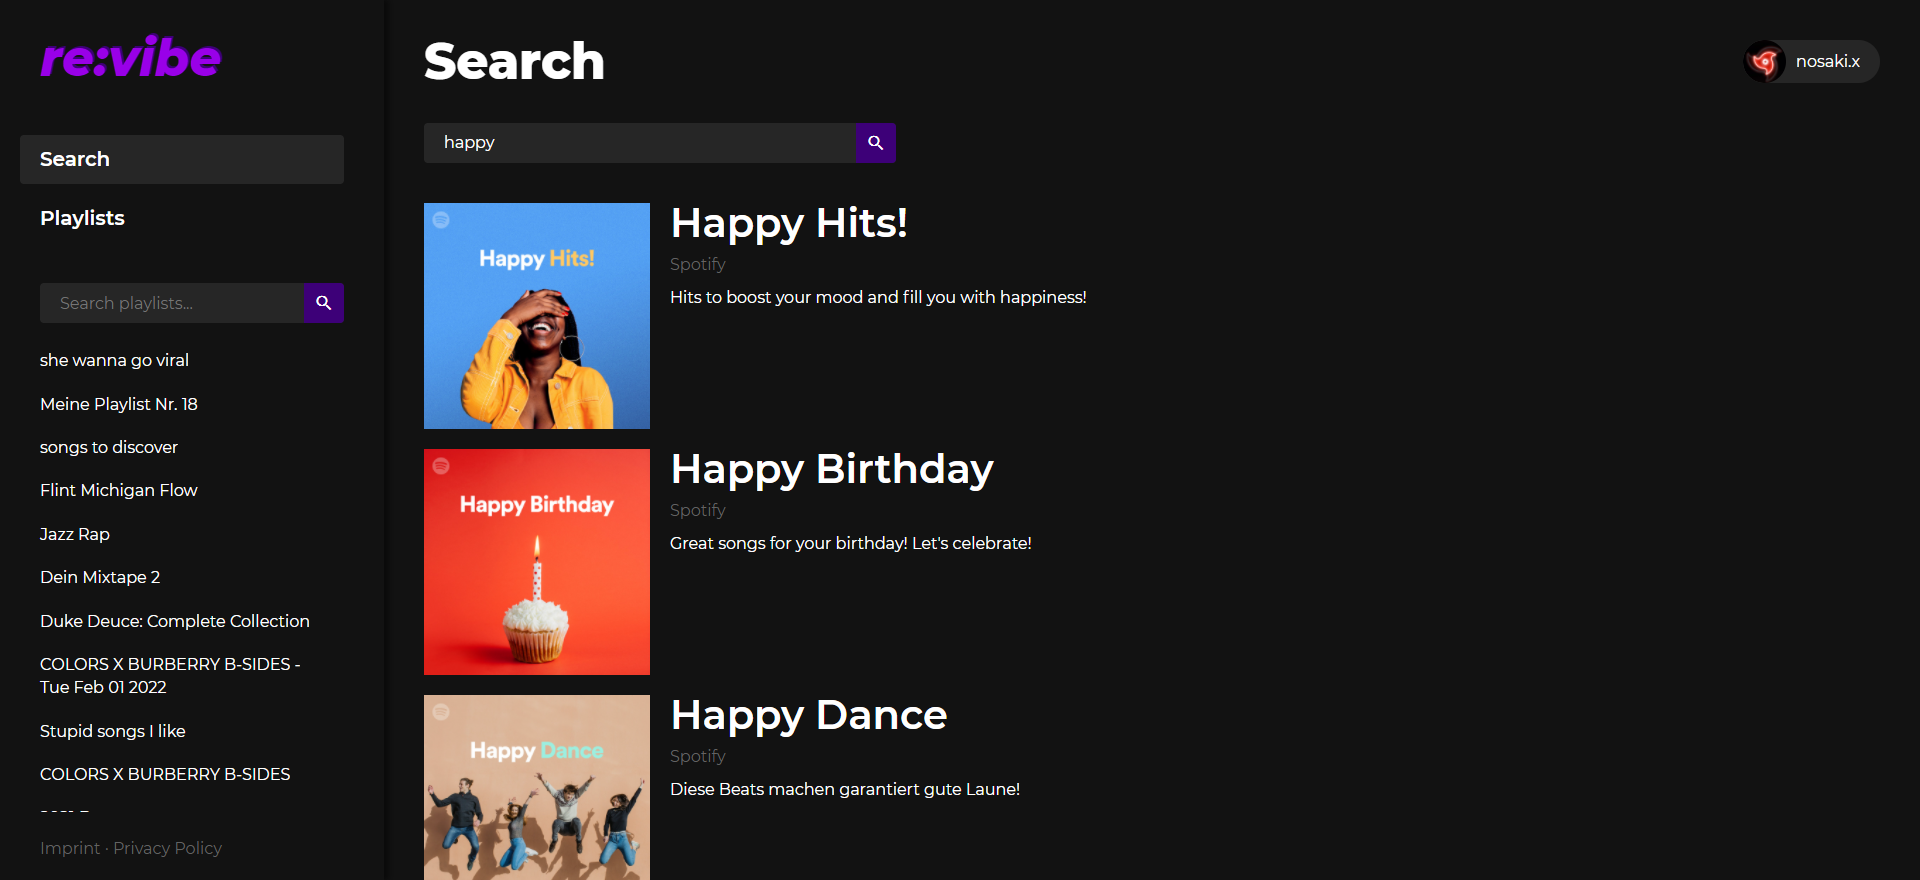 re:vibe
Search
Playlists
Search playlists...
she wanna go viral
Meine Playlist Nr. 18
songs to discover
Flint Michigan Flow
Jazz Rap
Dein Mixtape 2
Duke Deuce: Complete Collection
COLORS X BURBERRY B-SIDES -
Tue Feb 01 2022
Stupid songs I like
COLORS X BURBERRY B-SIDES
Imprint · Privacy Policy
Search
nosaki.x
happy
Happy Hits!
Happy Hits!
Spotify
Hits to boost your mood and fill you with happiness!
Happy Birthday
Happy Birthday
Spotify
Great songs for your birthday! Let's celebrate!
Happy Dance
Happy Dance
Spotify
Diese Beats machen garantiert gute Laune!